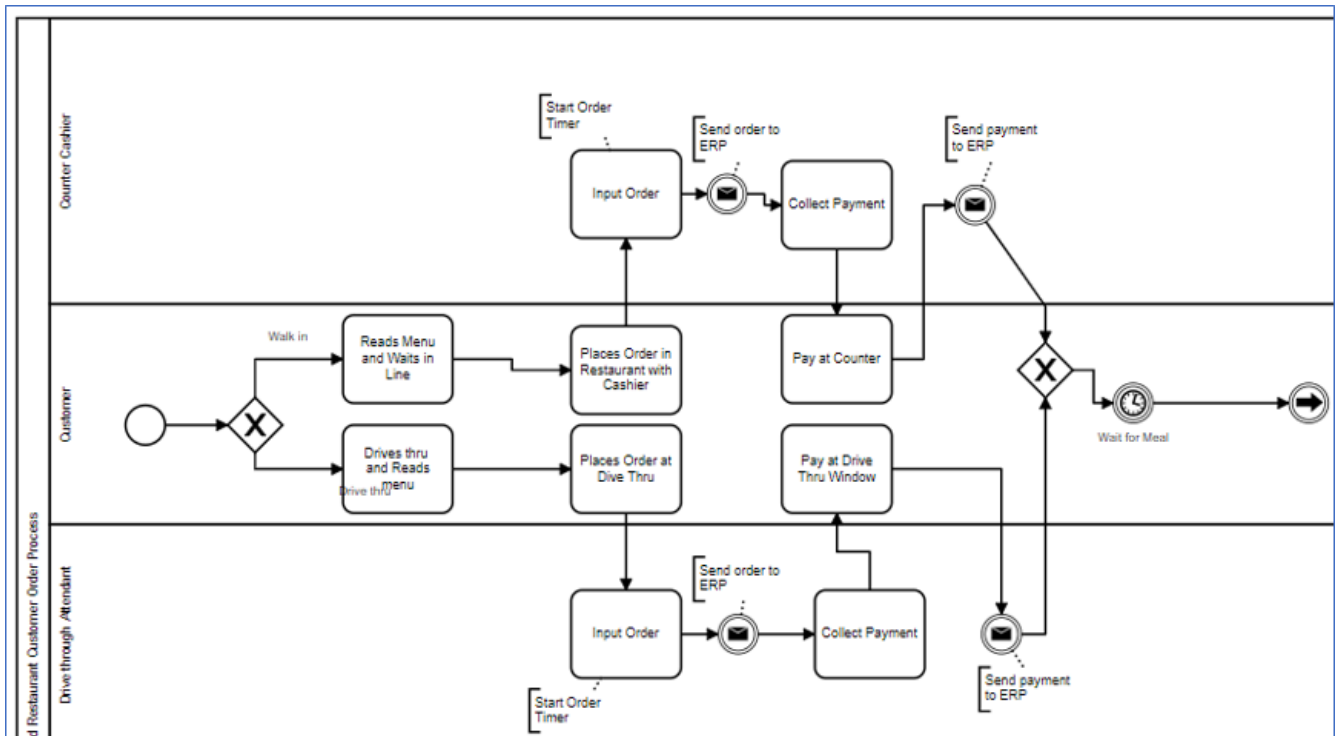 Counter Cashier
Start Order
Timer
Send order to
ERP
Send payment
to ERP
Input Order
Collect Payment
Customer
Walk in
Reads Menu
and Waits in
Line
Places Order in
Restaurant with
Cashier
Pay at Counter
Drives thru
and Reads
menu
Drive thru
Places Order at
Dive Thru
Pay at Drive
Thru Window
Wait for Meal
d Restaurant Customer Order Process
Drive through Attendant
Send order to
ERP
Input Order
Collect Payment
Send payment
to ERP
Start Order
Timer